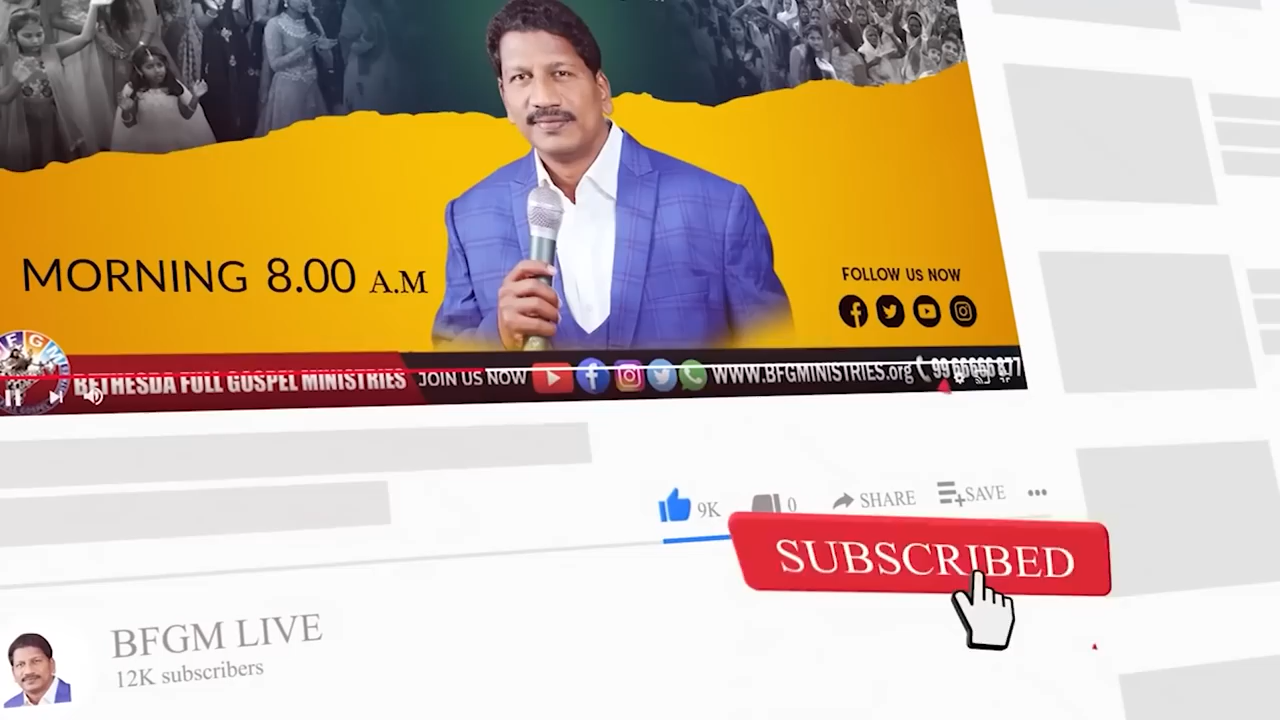 MORNING 8.00 A.M
FOLLOW US NOW
BETHESDA FULL GOSPEL MINISTRIES JOIN US NOW WWW.BFGMINISTRIES.org
9K 0 SHARE SAVE
SUBSCRIBED
BFGM LIVE
12K subscribers